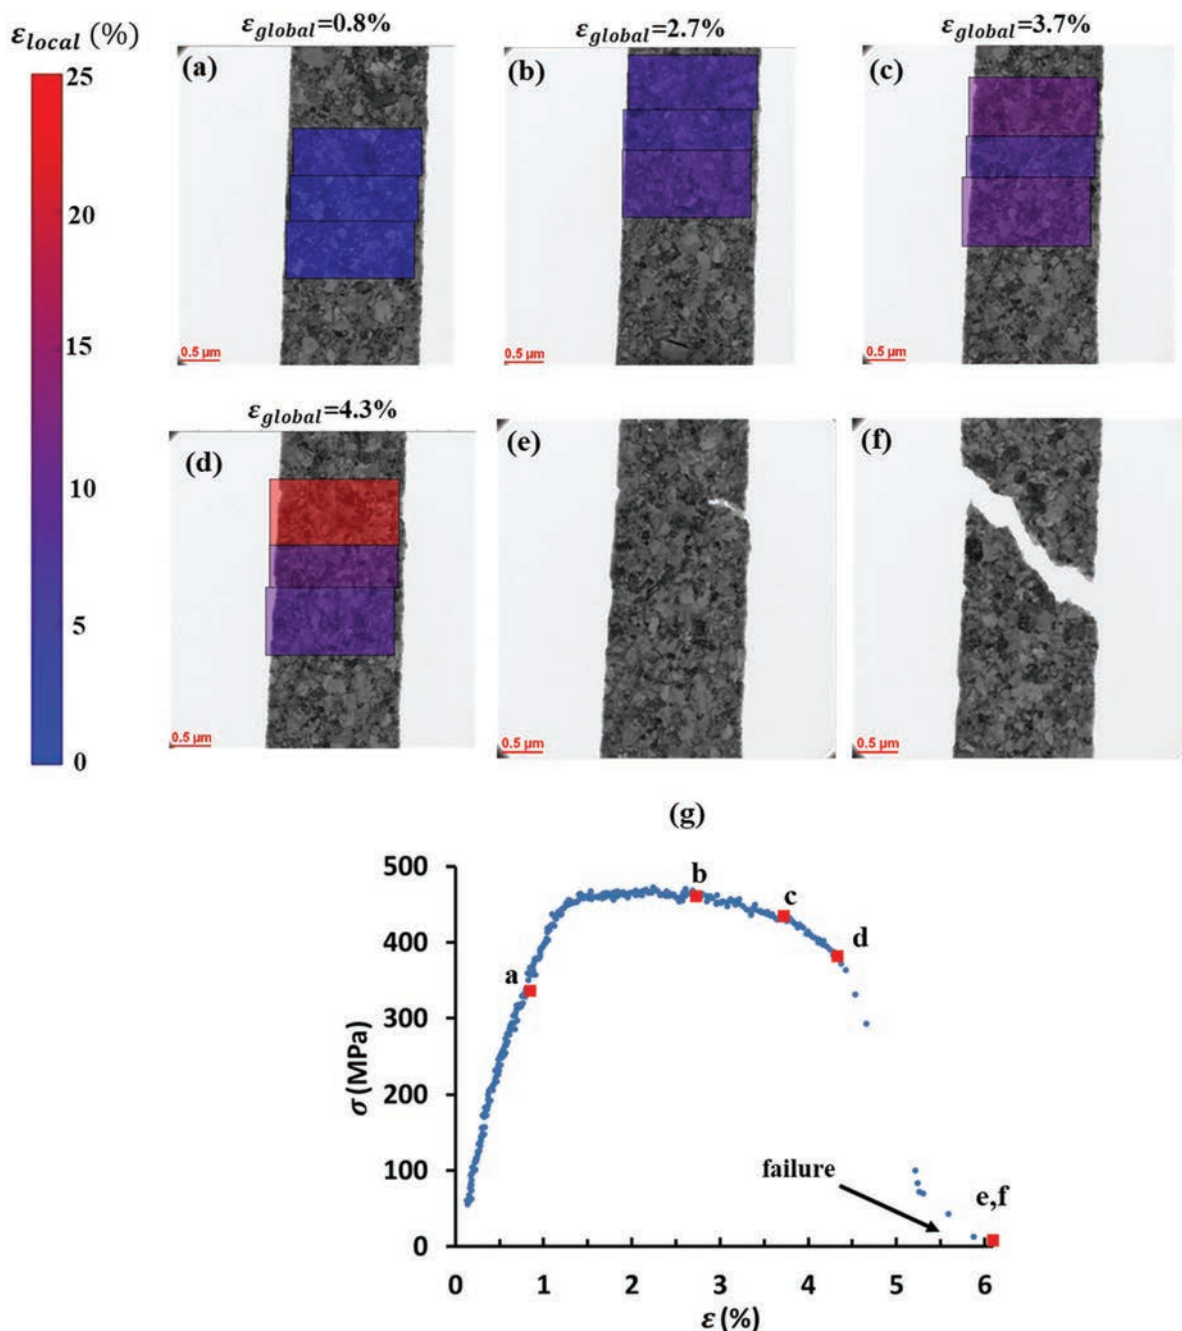 ε_local (%)
25
20
15
10
5
0
ε_global=0.8%
(a)
0.5 μm
ε_global=2.7%
(b)
0.5 μm
ε_global=3.7%
(c)
0.5 μm
ε_global=4.3%
(d)
0.5 μm
(e)
0.5 μm
(f)
0.5 μm
(g)
σ (MPa)
500
400
300
200
100
0
a
b
c
d
failure
e,f
0 1 2 3 4 5 6
ε (%)